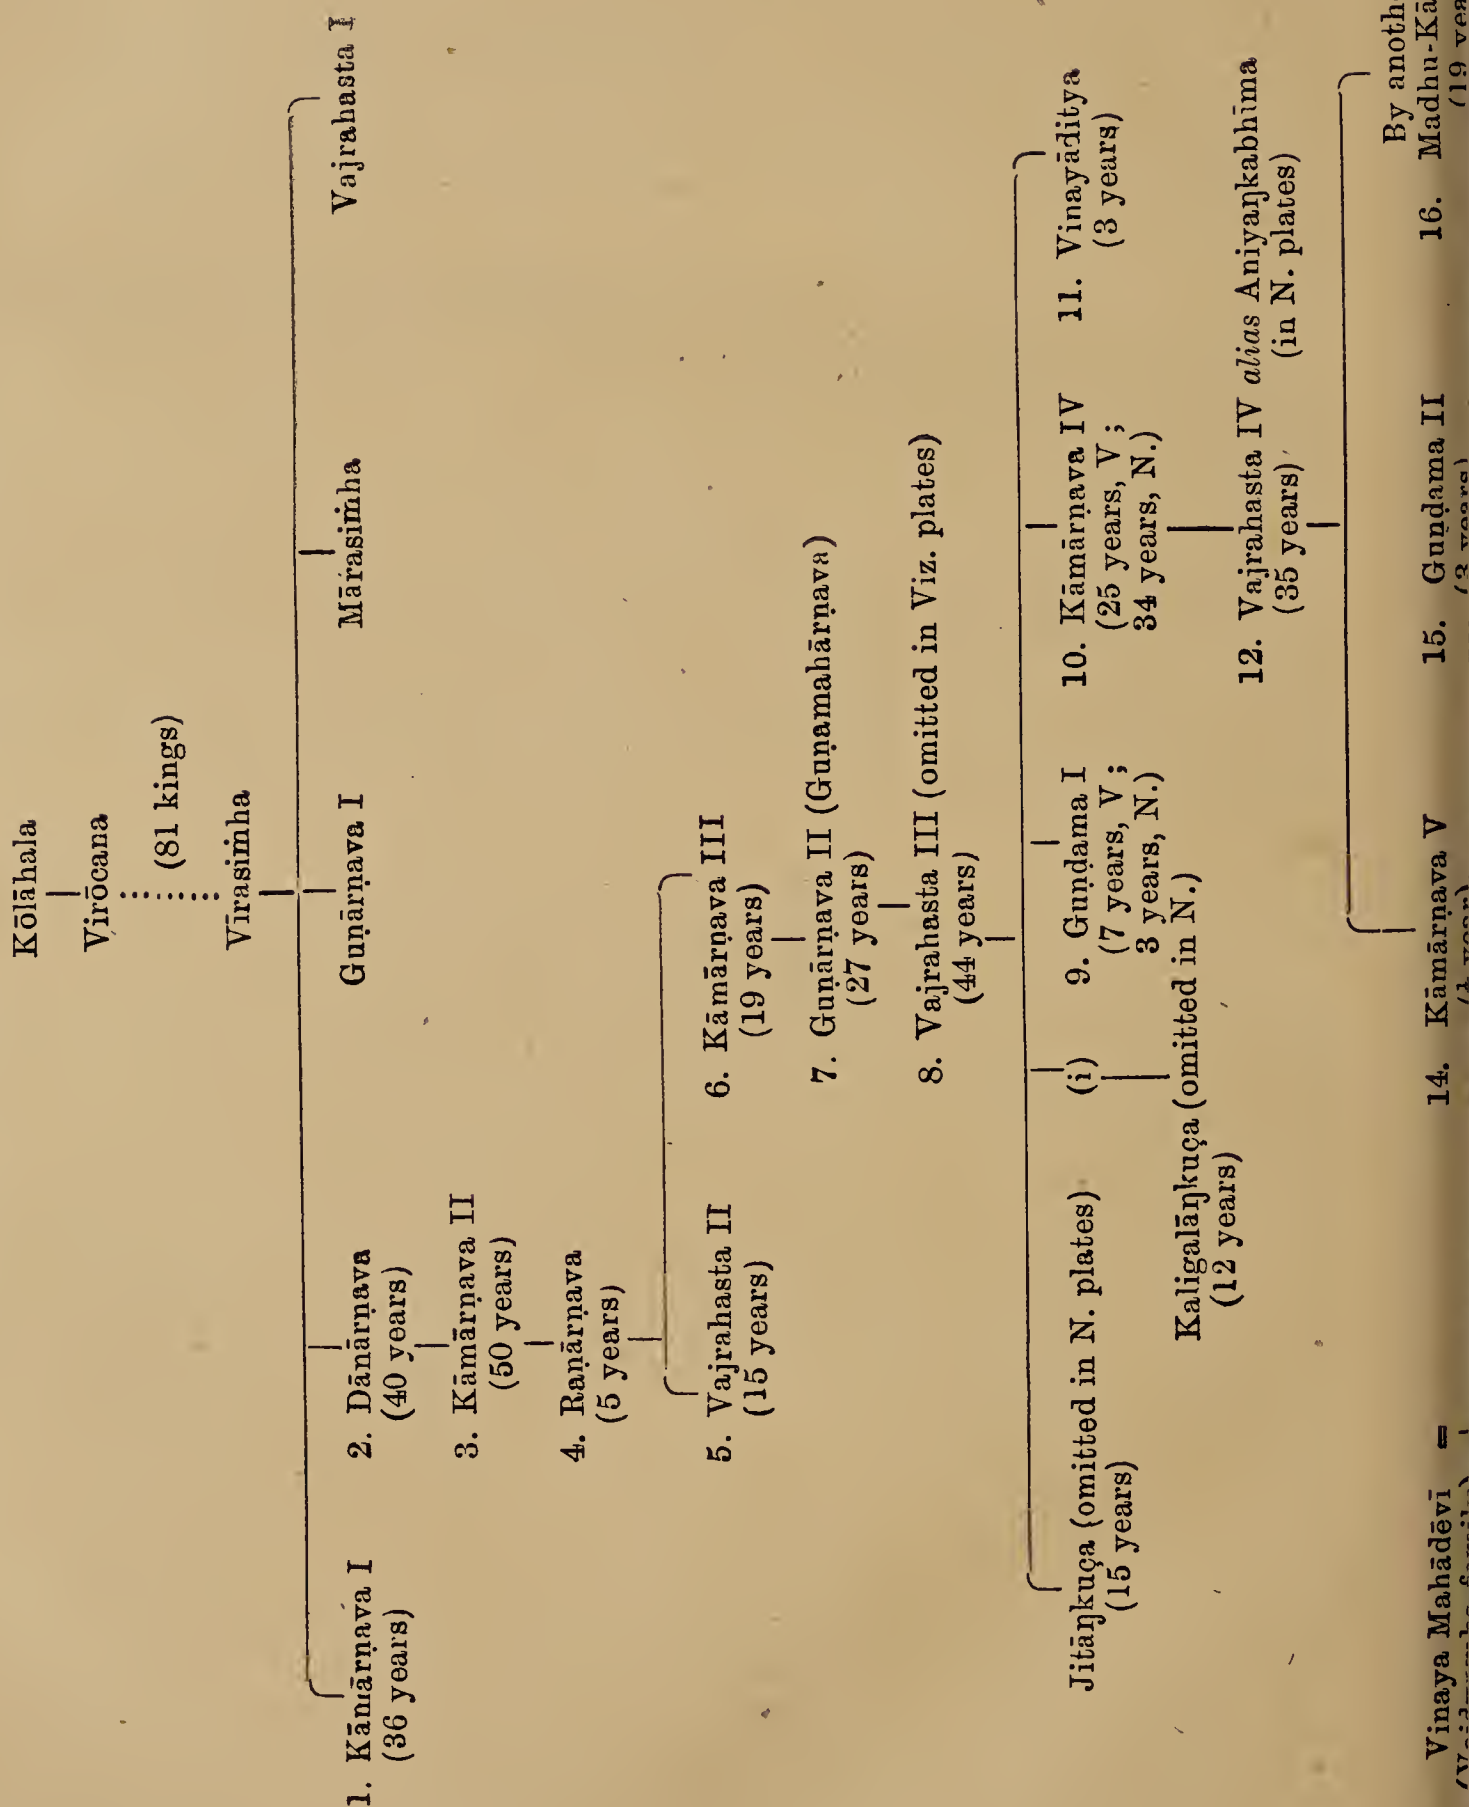 Kōlāhala
Virōcana
(81 kings)
Vīrasiṁha
1. Kāmārṇava I
(36 years)
2. Dānārṇava
(40 years)
Guṇārṇava I
Mārasiṁha
Vajrahasta I
3. Kāmārṇava II
(50 years)
4. Raṇārṇava
(5 years)
5. Vajrahasta II
(15 years)
6. Kāmārṇava III
(19 years)
7. Guṇārṇava II (Guṇamahārṇava)
(27 years)
8. Vajrahasta III (omitted in Viz. plates)
(44 years)
Jitāŋkuça (omitted in N. plates)
(15 years)
(i)
9. Guṇḍama I
(7 years, V ;
3 years, N.)
10. Kāmārṇava IV
(25 years, V ;
34 years, N.)
11. Vinayāditya
(3 years)
Kaligalāŋkuça (omitted in N.)
(12 years)
12. Vajrahasta IV alias Aniyaŋkabhīma
(35 years) (in N. plates)
By
Vinaya Mahādēvī =
14. Kāmārṇava V
15. Guṇḍama II
(3 years)
16.
(19